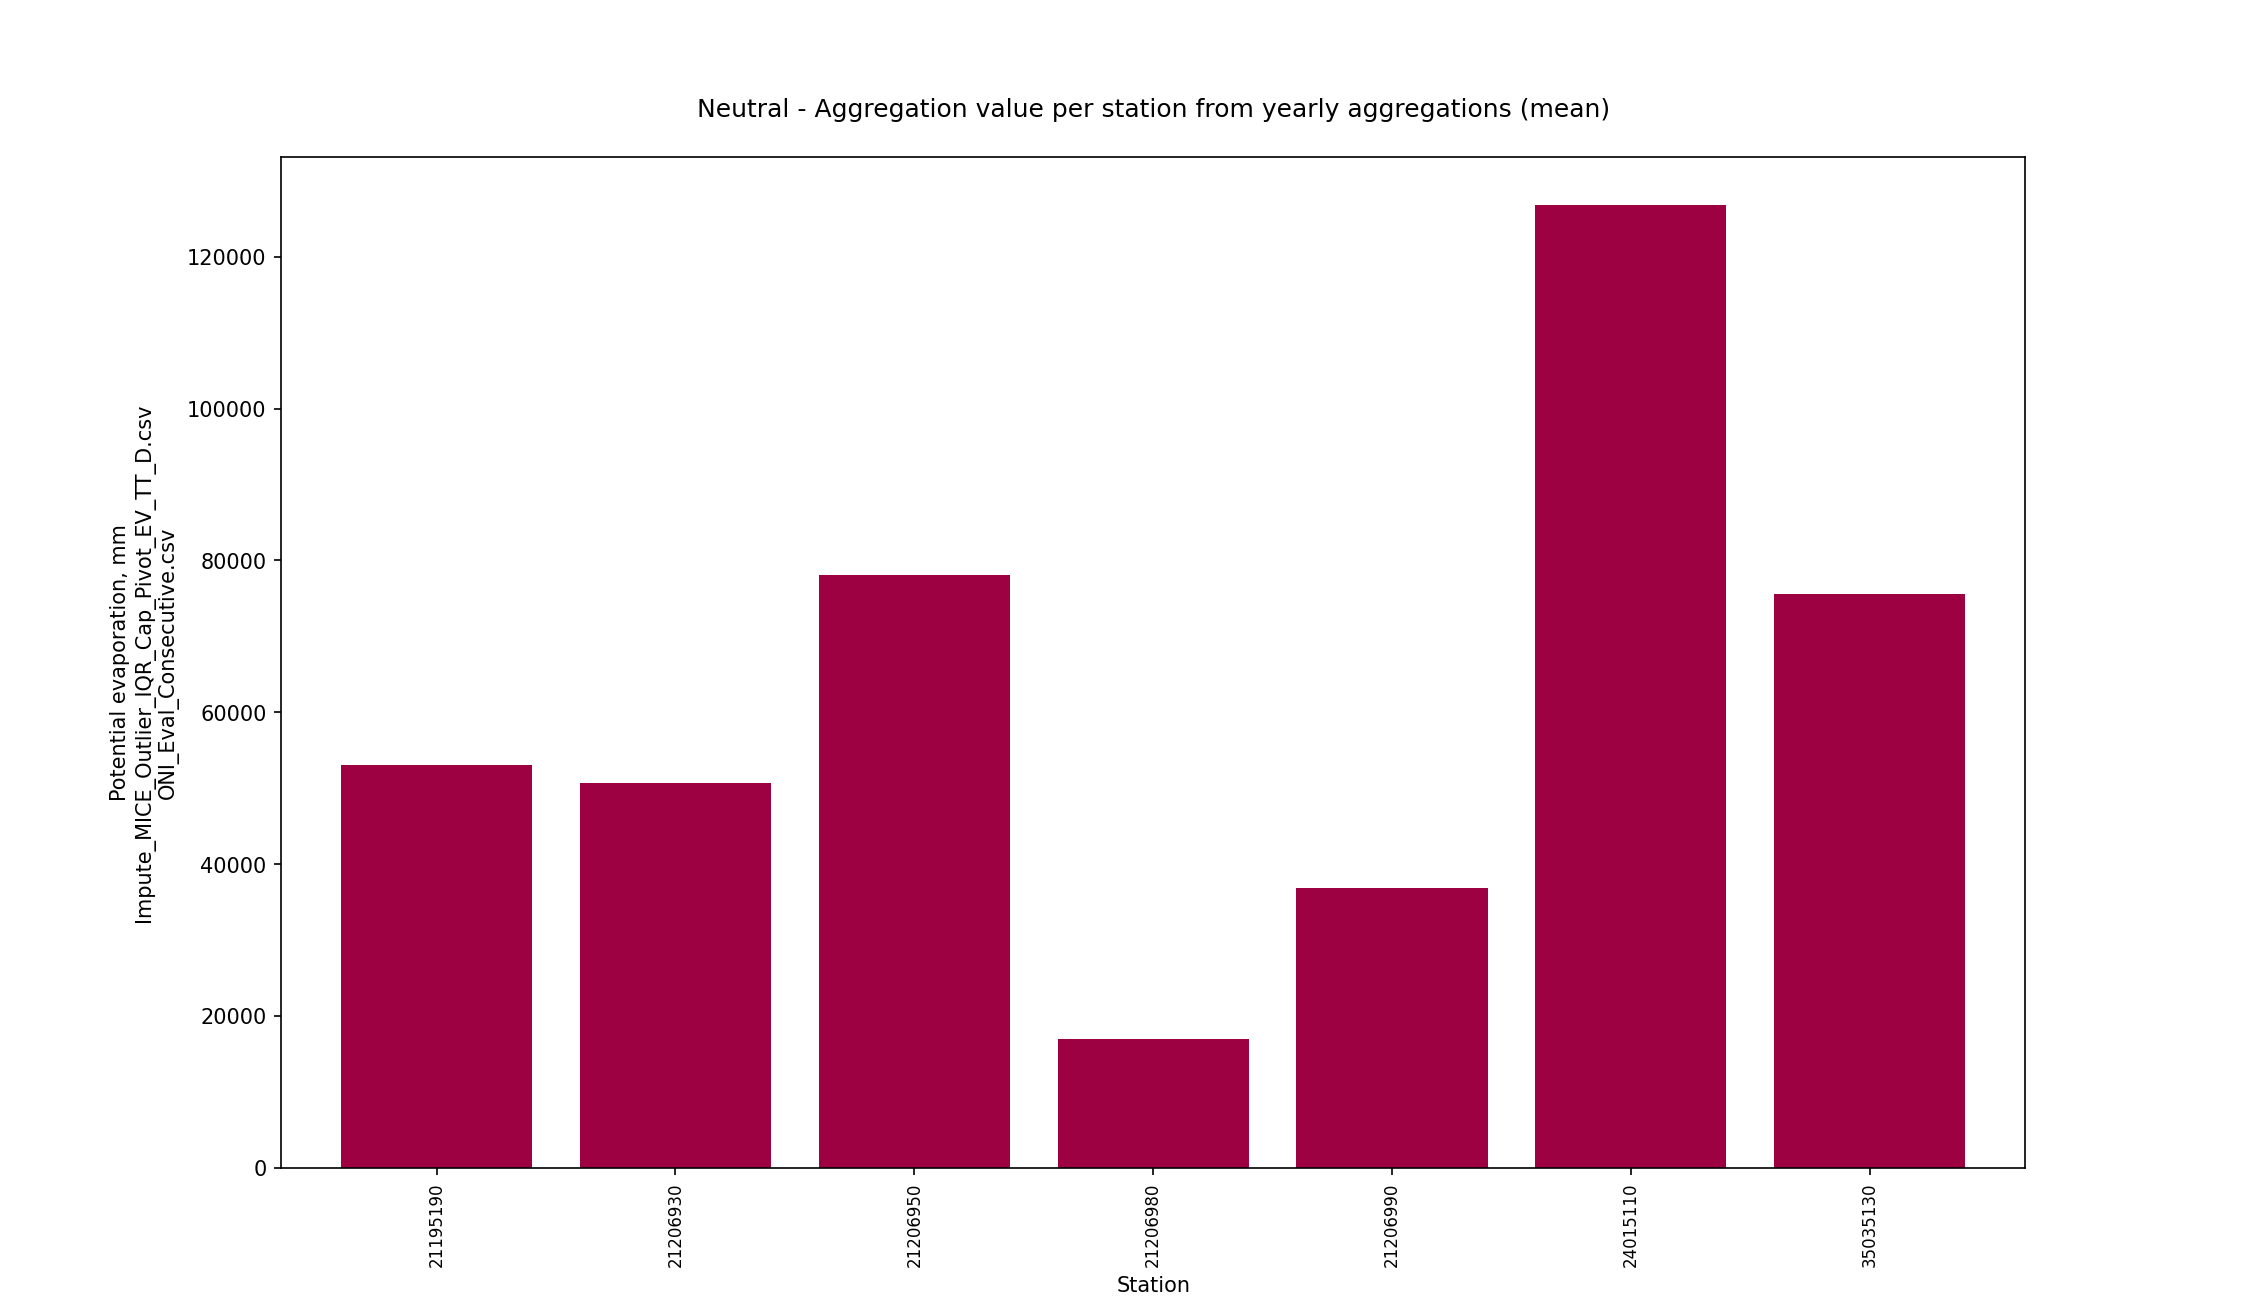 Neutral - Aggregation value per station from yearly aggregations (mean)
Potential evaporation, mm
Impute_MICE_Outlier_IQR_Cap_Pivot_EV_TT_D.csv
ONI_Eval_Consecutive.csv
120000
100000
80000
60000
40000
20000
0
21195190
21206930
21206950
21206980
21206990
24015110
35035130
Station